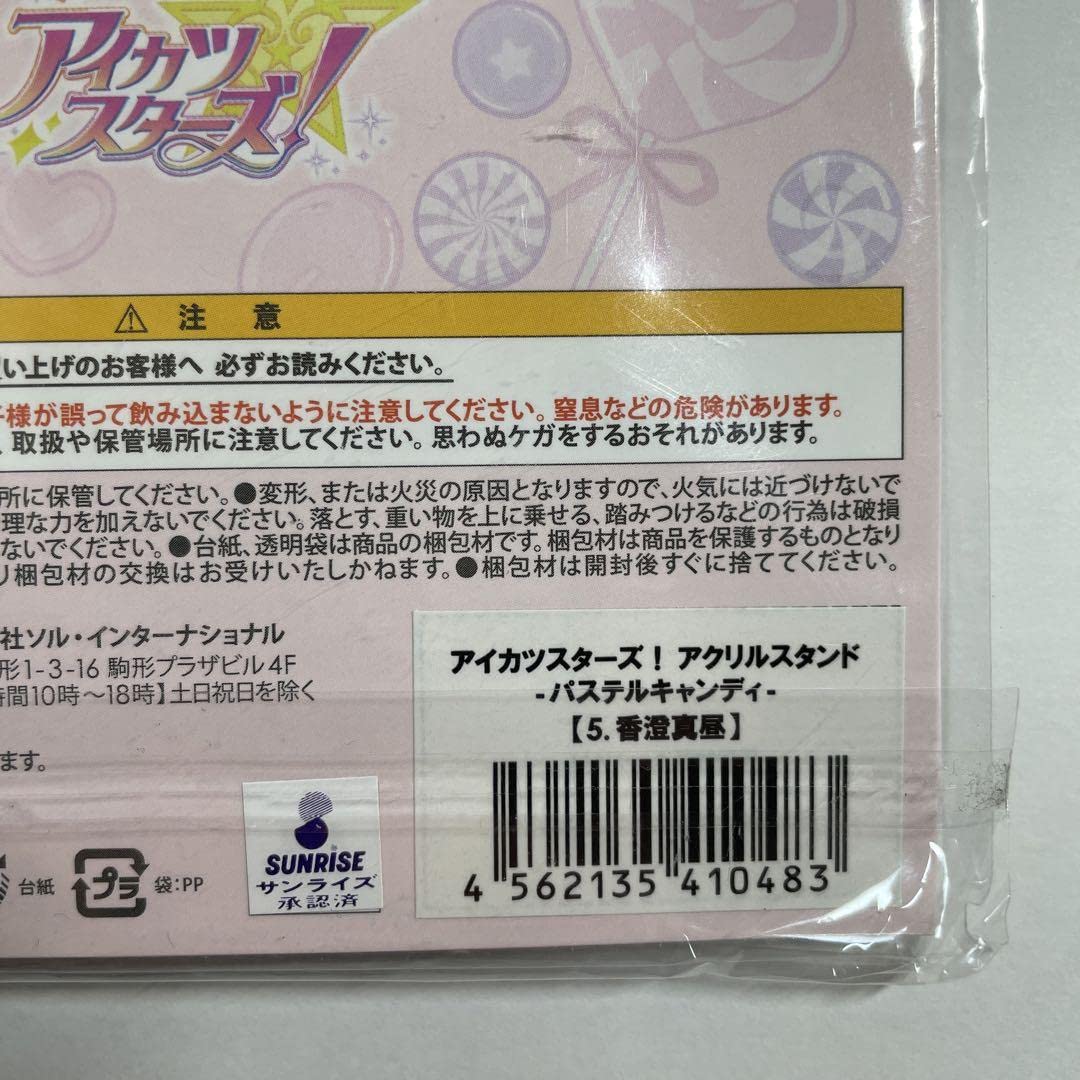 アイカツ
スターズ!
⚠ 注 意
い上げのお客様へ 必ずお読みください。
様が誤って飲み込まないように注意してください。窒息などの危険があります。
、取扱や保管場所に注意してください。思わぬケガをするおそれがあります。
所に保管してください。●変形、または火災の原因となりますので、火気には近づけないで
理な力を加えないでください。落とす、重い物を上に乗せる、踏みつけるなどの行為は破損
ないでください。●台紙、透明袋は商品の梱包材です。梱包材は商品を保護するものとなり
り梱包材の交換はお受けいたしかねます。●梱包材は開封後すぐに捨ててください。
社ソル・インターナショナル
形1-3-16 駒形プラザビル4F
時間10時〜18時】土日祝日を除く
ます。
アイカツスターズ! アクリルスタンド
-パステルキャンディ-
【5.香澄真昼】
4 562135 410483
SUNRISE
サンライズ
承認済
台紙
プラ
袋:PP